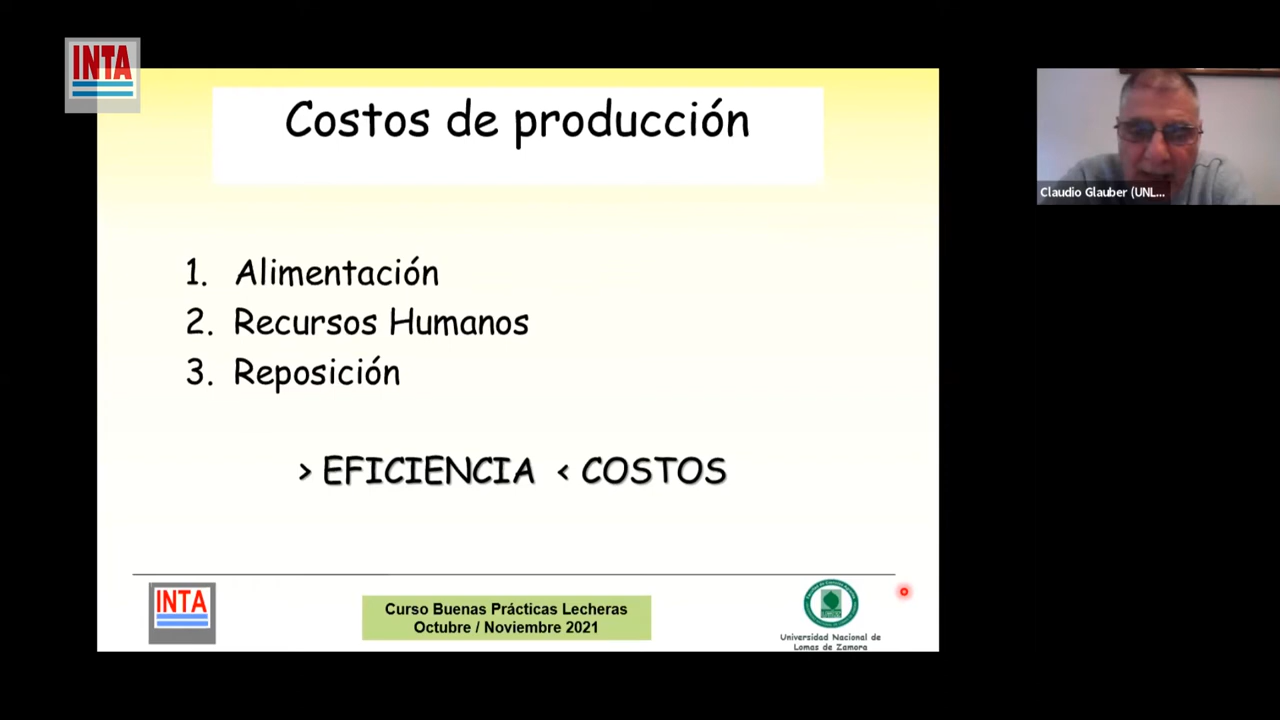 INTA
Costos de producción
Claudio Glauber (UNL...
1. Alimentación
2. Recursos Humanos
3. Reposición
> EFICIENCIA < COSTOS
INTA
Curso Buenas Prácticas Lecheras
Octubre / Noviembre 2021
Universidad Nacional de
Lomas de Zamora